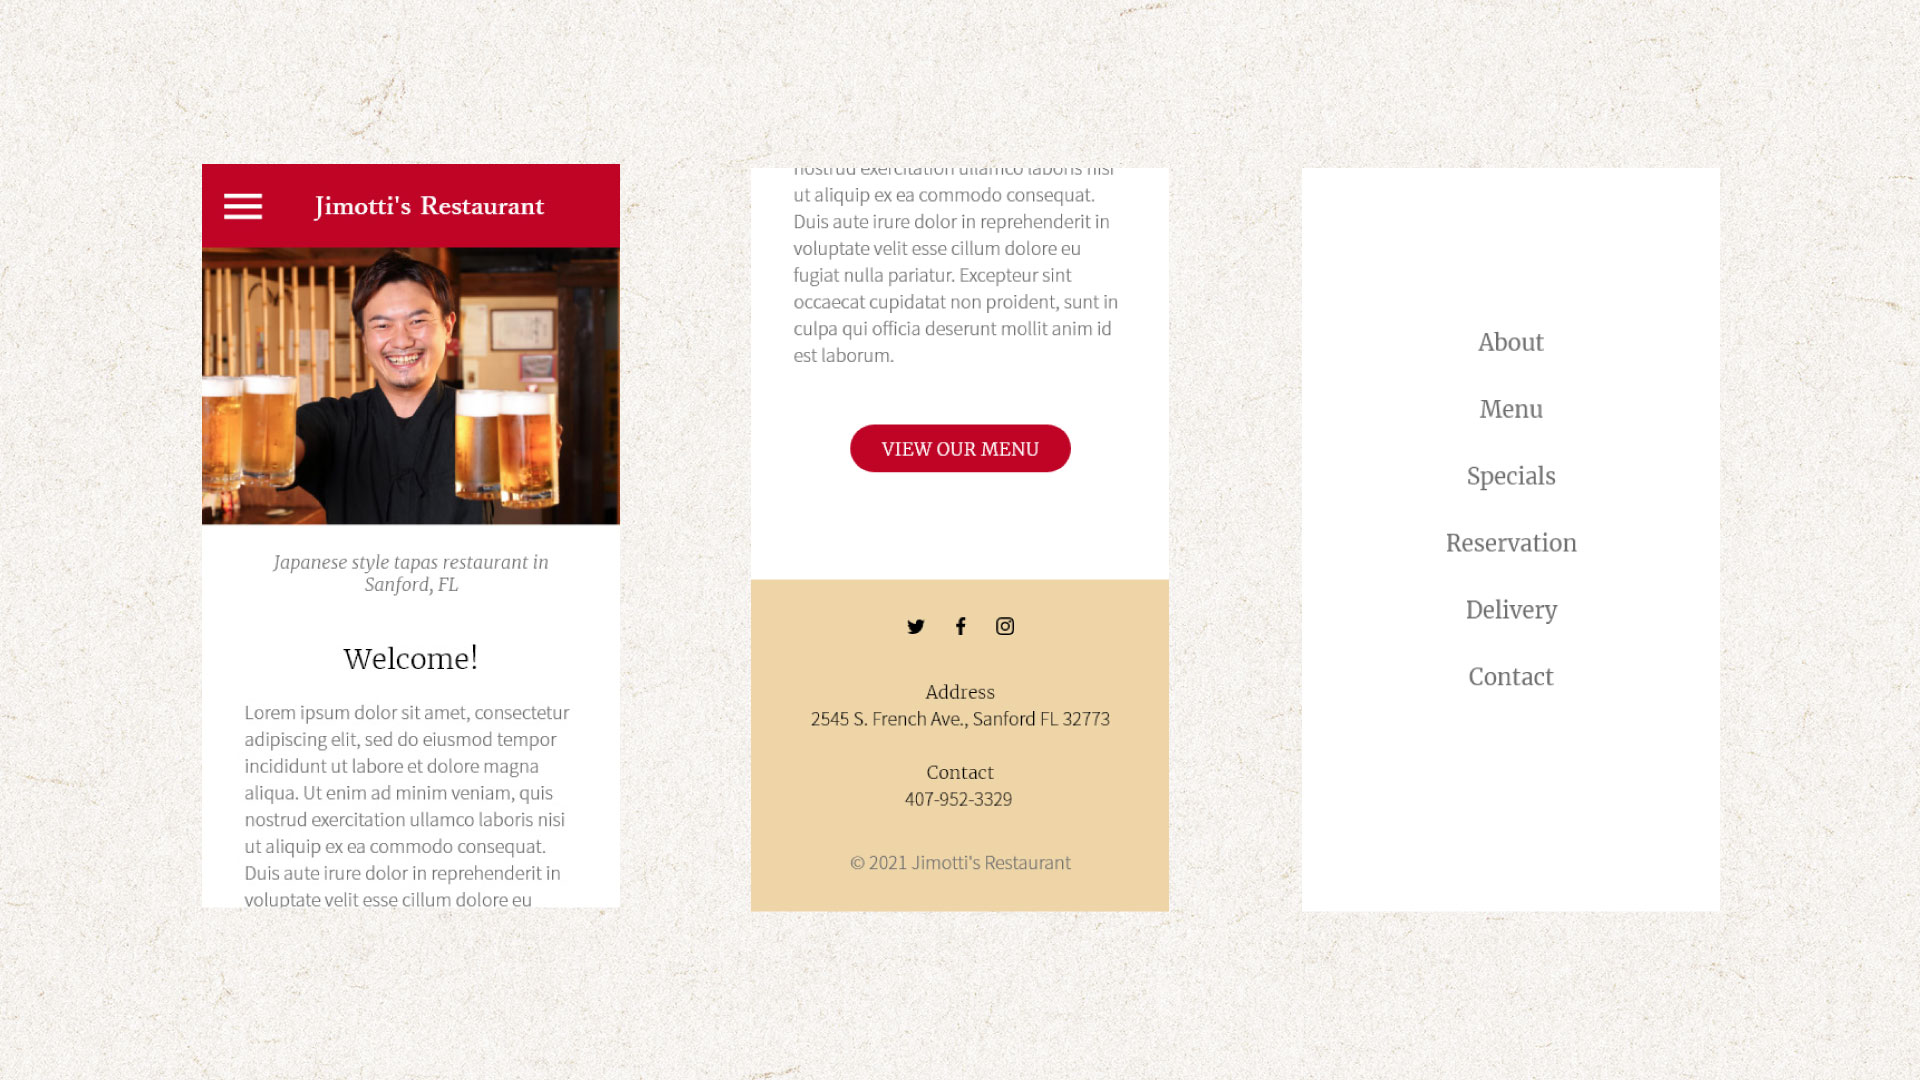 Jimotti's Restaurant
Japanese style tapas restaurant in
Sanford, FL
Welcome!
Lorem ipsum dolor sit amet, consectetur
adipiscing elit, sed do eiusmod tempor
incididunt ut labore et dolore magna
aliqua. Ut enim ad minim veniam, quis
nostrud exercitation ullamco laboris nisi
ut aliquip ex ea commodo consequat.
Duis aute irure dolor in reprehenderit in
voluptate velit esse cillum dolore eu
nostrud exercitation ullamco laboris nisi
ut aliquip ex ea commodo consequat.
Duis aute irure dolor in reprehenderit in
voluptate velit esse cillum dolore eu
fugiat nulla pariatur. Excepteur sint
occaecat cupidatat non proident, sunt in
culpa qui officia deserunt mollit anim id
est laborum.
VIEW OUR MENU
Address
2545 S. French Ave., Sanford FL 32773
Contact
407-952-3329
© 2021 Jimotti's Restaurant
About
Menu
Specials
Reservation
Delivery
Contact